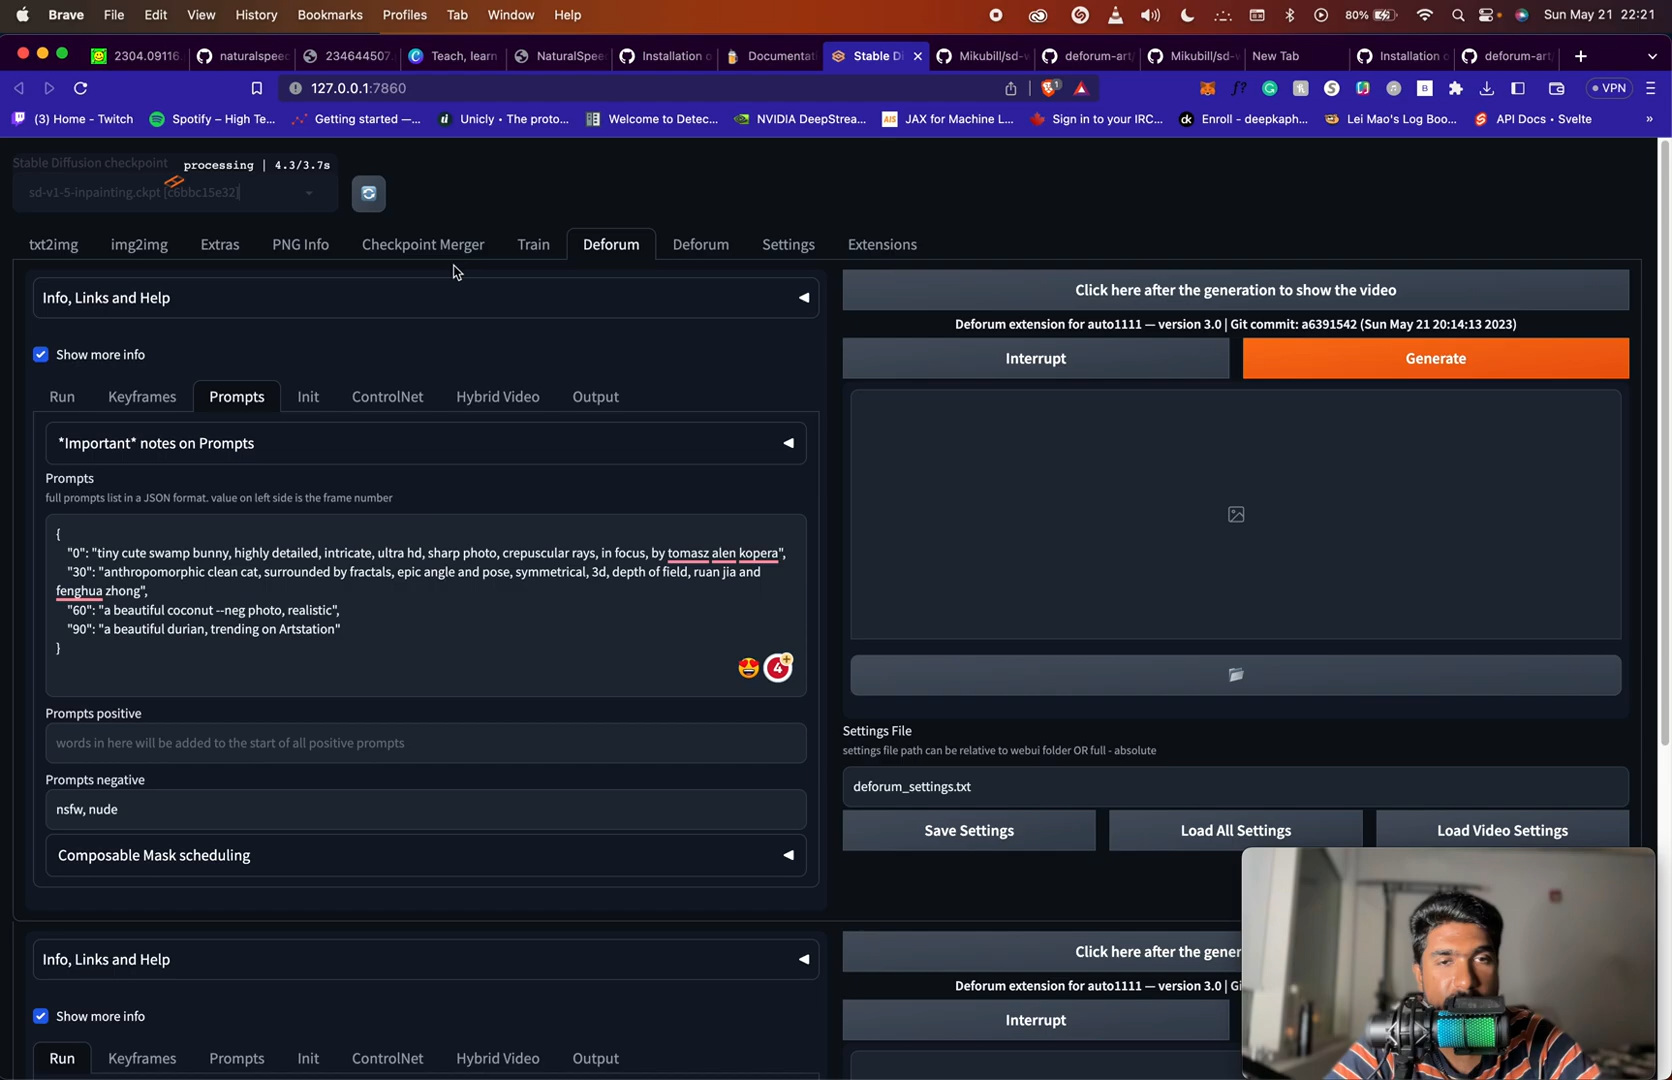 Brave File Edit View History Bookmarks Profiles Tab Window Help 80% Sun May 21 22:21
2304.09116. naturalspeec 234644507. Teach, learn NaturalSpee Installation o Documentati Stable Di Mikubill/sd-w deforum-art/ Mikubill/sd-w New Tab Installation o deforum-art/
127.0.0.1:7860 VPN
(3) Home - Twitch Spotify – High Te... Getting started —... Unicly • The proto... Welcome to Detec... NVIDIA DeepStrea... JAX for Machine L... Sign in to your IRC... Enroll - deepkaph... Lei Mao's Log Boo... API Docs • Svelte »
Stable Diffusion checkpoint
processing | 4.3/3.7s
sd-v1-5-inpainting.ckpt [c6bbc15e32]
txt2img img2img Extras PNG Info Checkpoint Merger Train Deforum Deforum Settings Extensions
Info, Links and Help
Click here after the generation to show the video
Deforum extension for auto1111 — version 3.0 | Git commit: a6391542 (Sun May 21 20:14:13 2023)
Show more info
Interrupt Generate
Run Keyframes Prompts Init ControlNet Hybrid Video Output
*Important* notes on Prompts
Prompts
full prompts list in a JSON format. value on left side is the frame number
{
"0": "tiny cute swamp bunny, highly detailed, intricate, ultra hd, sharp photo, crepuscular rays, in focus, by tomasz alen kopera",
"30": "anthropomorphic clean cat, surrounded by fractals, epic angle and pose, symmetrical, 3d, depth of field, ruan jia and
fenghua zhong",
"60": "a beautiful coconut --neg photo, realistic",
"90": "a beautiful durian, trending on Artstation"
}
4
Prompts positive
words in here will be added to the start of all positive prompts
Prompts negative
nsfw, nude
Composable Mask scheduling
Settings File
settings file path can be relative to webui folder OR full - absolute
deforum_settings.txt
Save Settings Load All Settings Load Video Settings
Info, Links and Help
Click here after the gener
Deforum extension for auto1111 — version 3.0 | Gi
Show more info
Interrupt
Run Keyframes Prompts Init ControlNet Hybrid Video Output